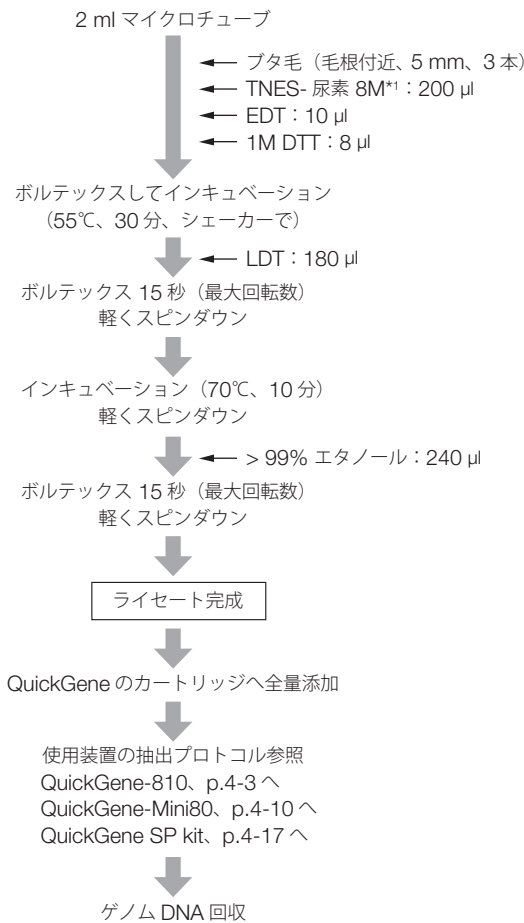 2 ml マイクロチューブ
ブタ毛（毛根付近、5 mm、3 本）
TNES- 尿素 8M*1：200 μl
EDT：10 μl
1M DTT：8 μl
ボルテックスしてインキュベーション
（55℃、30 分、シェーカーで）
LDT：180 μl
ボルテックス 15 秒（最大回転数）
軽くスピンダウン
インキュベーション（70℃、10 分）
軽くスピンダウン
> 99% エタノール：240 μl
ボルテックス 15 秒（最大回転数）
軽くスピンダウン
ライセート完成
QuickGene のカートリッジへ全量添加
使用装置の抽出プロトコル参照
QuickGene-810、p.4-3 へ
QuickGene-Mini80、p.4-10 へ
QuickGene SP kit、p.4-17 へ
ゲノム DNA 回収